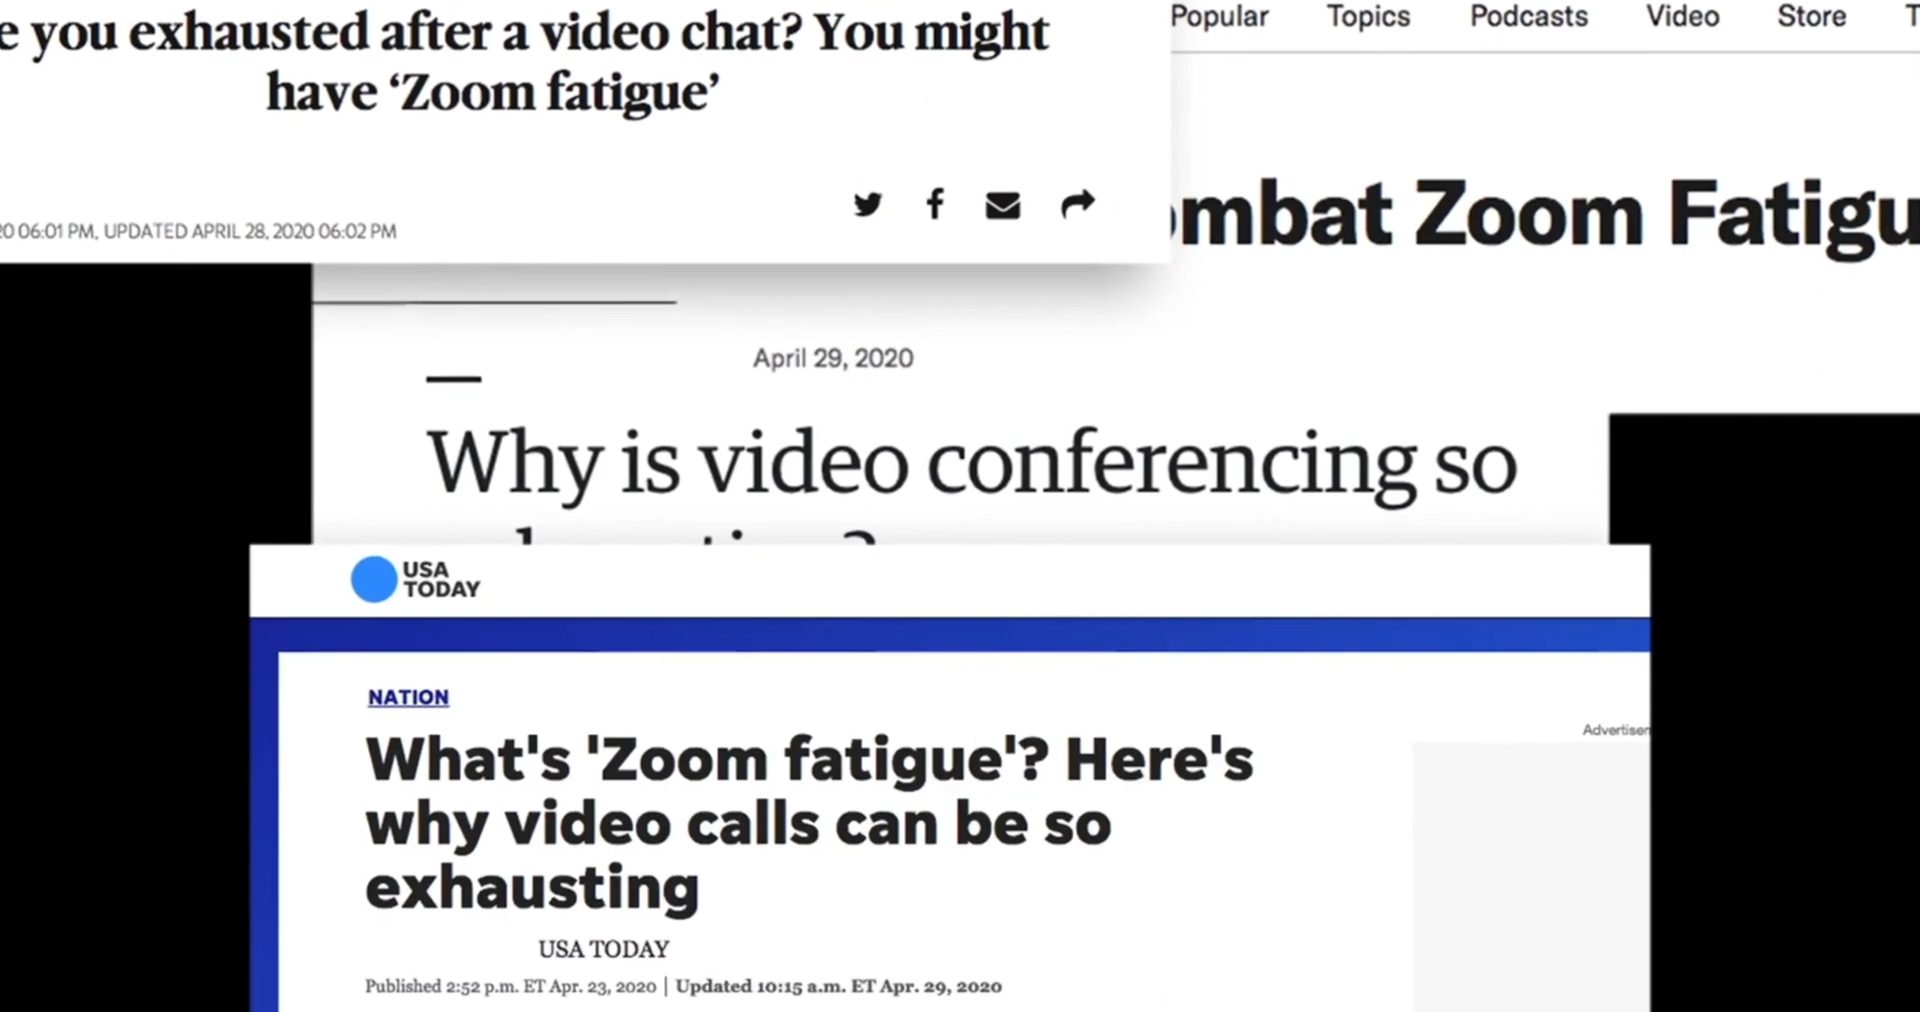 you exhausted after a video chat? You might
have ‘Zoom fatigue’
06:01 PM, UPDATED APRIL 28, 2020 06:02 PM
Popular Topics Podcasts Video Store
Zoom
April 29, 2020
Why is video conferencing so
USA
TODAY
NATION
What's 'Zoom fatigue'? Here's
why video calls can be so
exhausting
USA TODAY
Published 2:52 p.m. ET Apr. 23, 2020 | Updated 10:15 a.m. ET Apr. 29, 2020